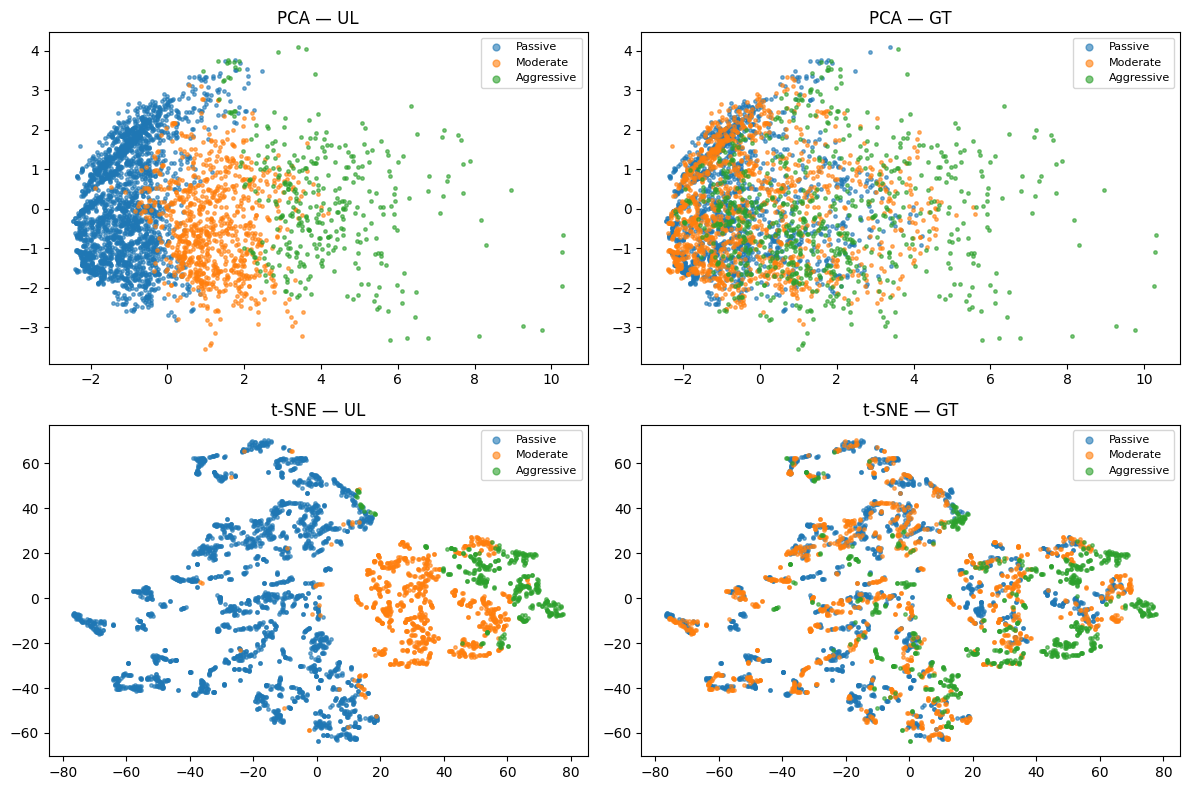 PCA — UL
Passive
Moderate
Aggressive
4
3
2
1
0
−1
−2
−3
−2 0 2 4 6 8 10
PCA — GT
Passive
Moderate
Aggressive
4
3
2
1
0
−1
−2
−3
−2 0 2 4 6 8 10
t-SNE — UL
Passive
Moderate
Aggressive
60
40
20
0
−20
−40
−60
−80 −60 −40 −20 0 20 40 60 80
t-SNE — GT
Passive
Moderate
Aggressive
60
40
20
0
−20
−40
−60
−80 −60 −40 −20 0 20 40 60 80